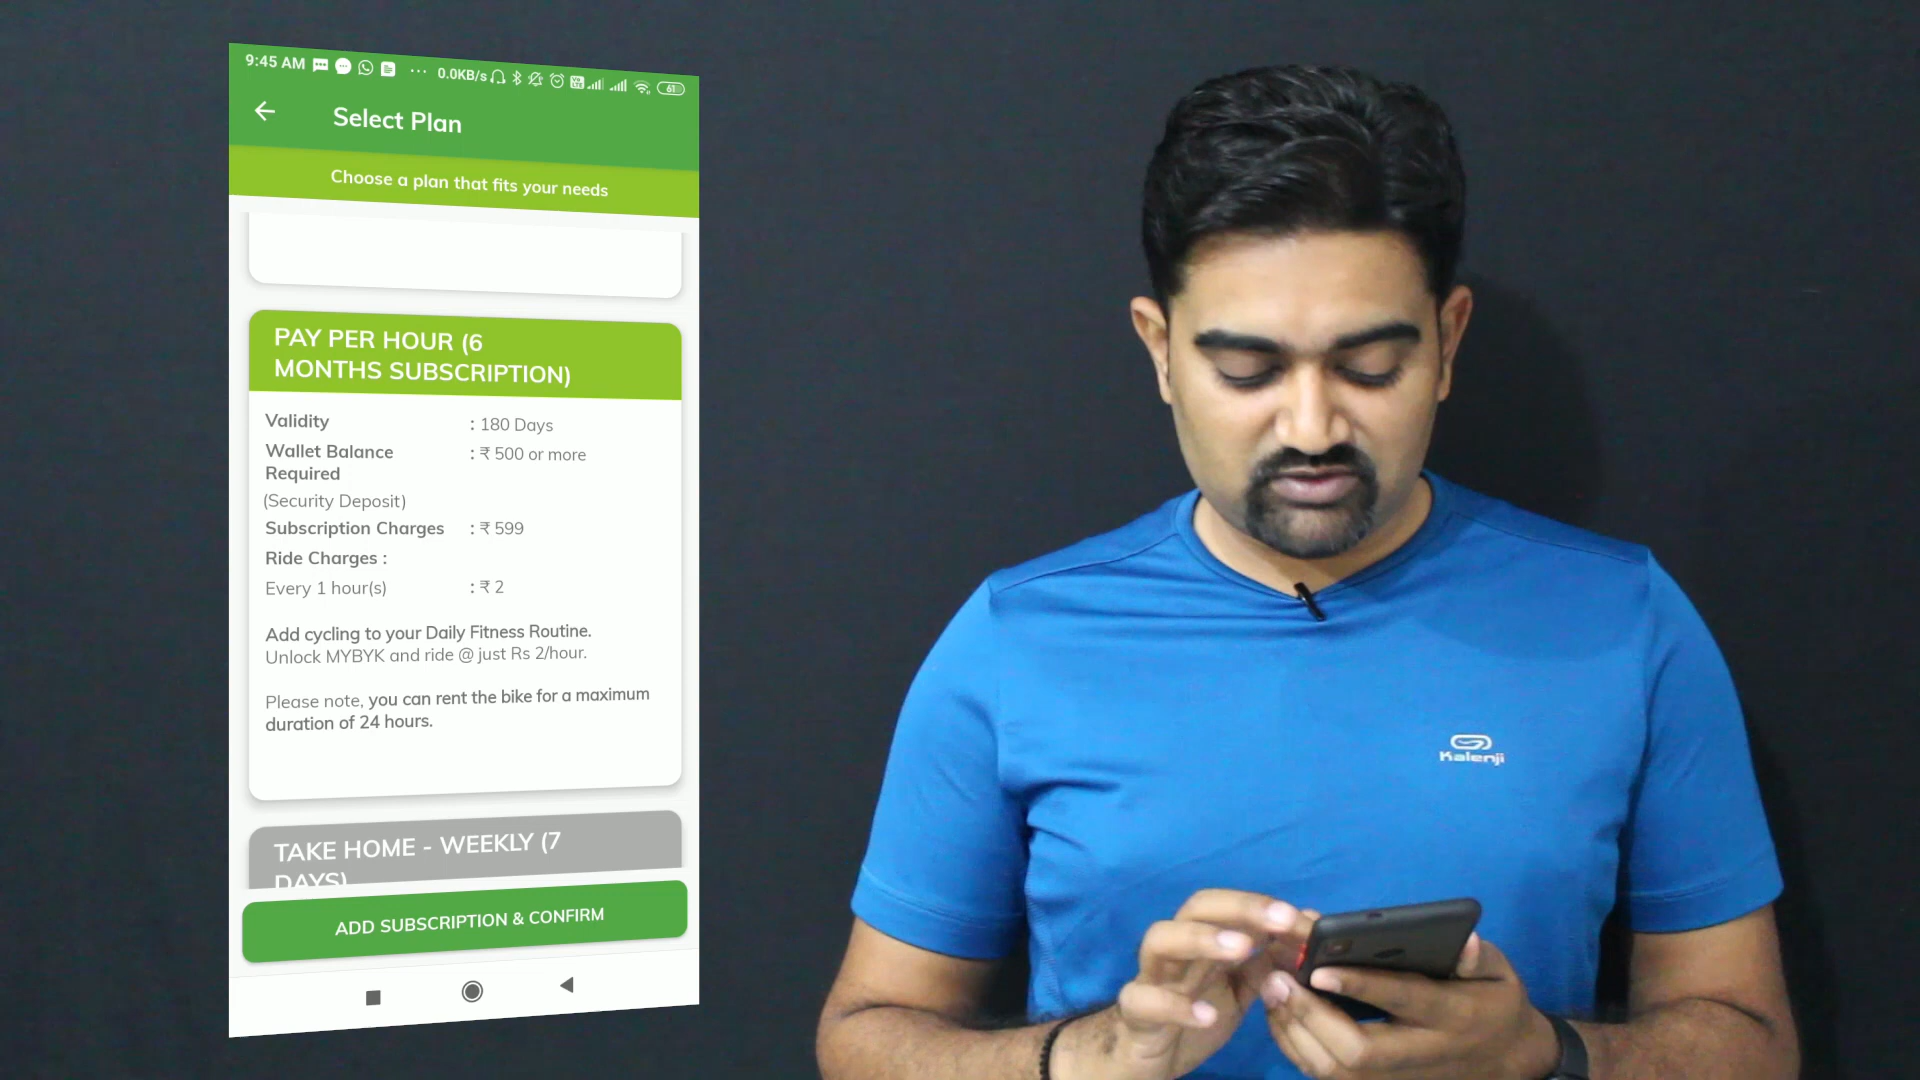 9:45 AM ... 0.0KB/s 61
Select Plan
Choose a plan that fits your needs
PAY PER HOUR (6
MONTHS SUBSCRIPTION)
Validity : 180 Days
Wallet Balance : ₹ 500 or more
Required
(Security Deposit)
Subscription Charges : ₹ 599
Ride Charges :
Every 1 hour(s) : ₹ 2
Add cycling to your Daily Fitness Routine.
Unlock MYBYK and ride @ just Rs 2/hour.
Please note, you can rent the bike for a maximum
duration of 24 hours.
TAKE HOME - WEEKLY (7
DAYS)
ADD SUBSCRIPTION & CONFIRM
Kalenji